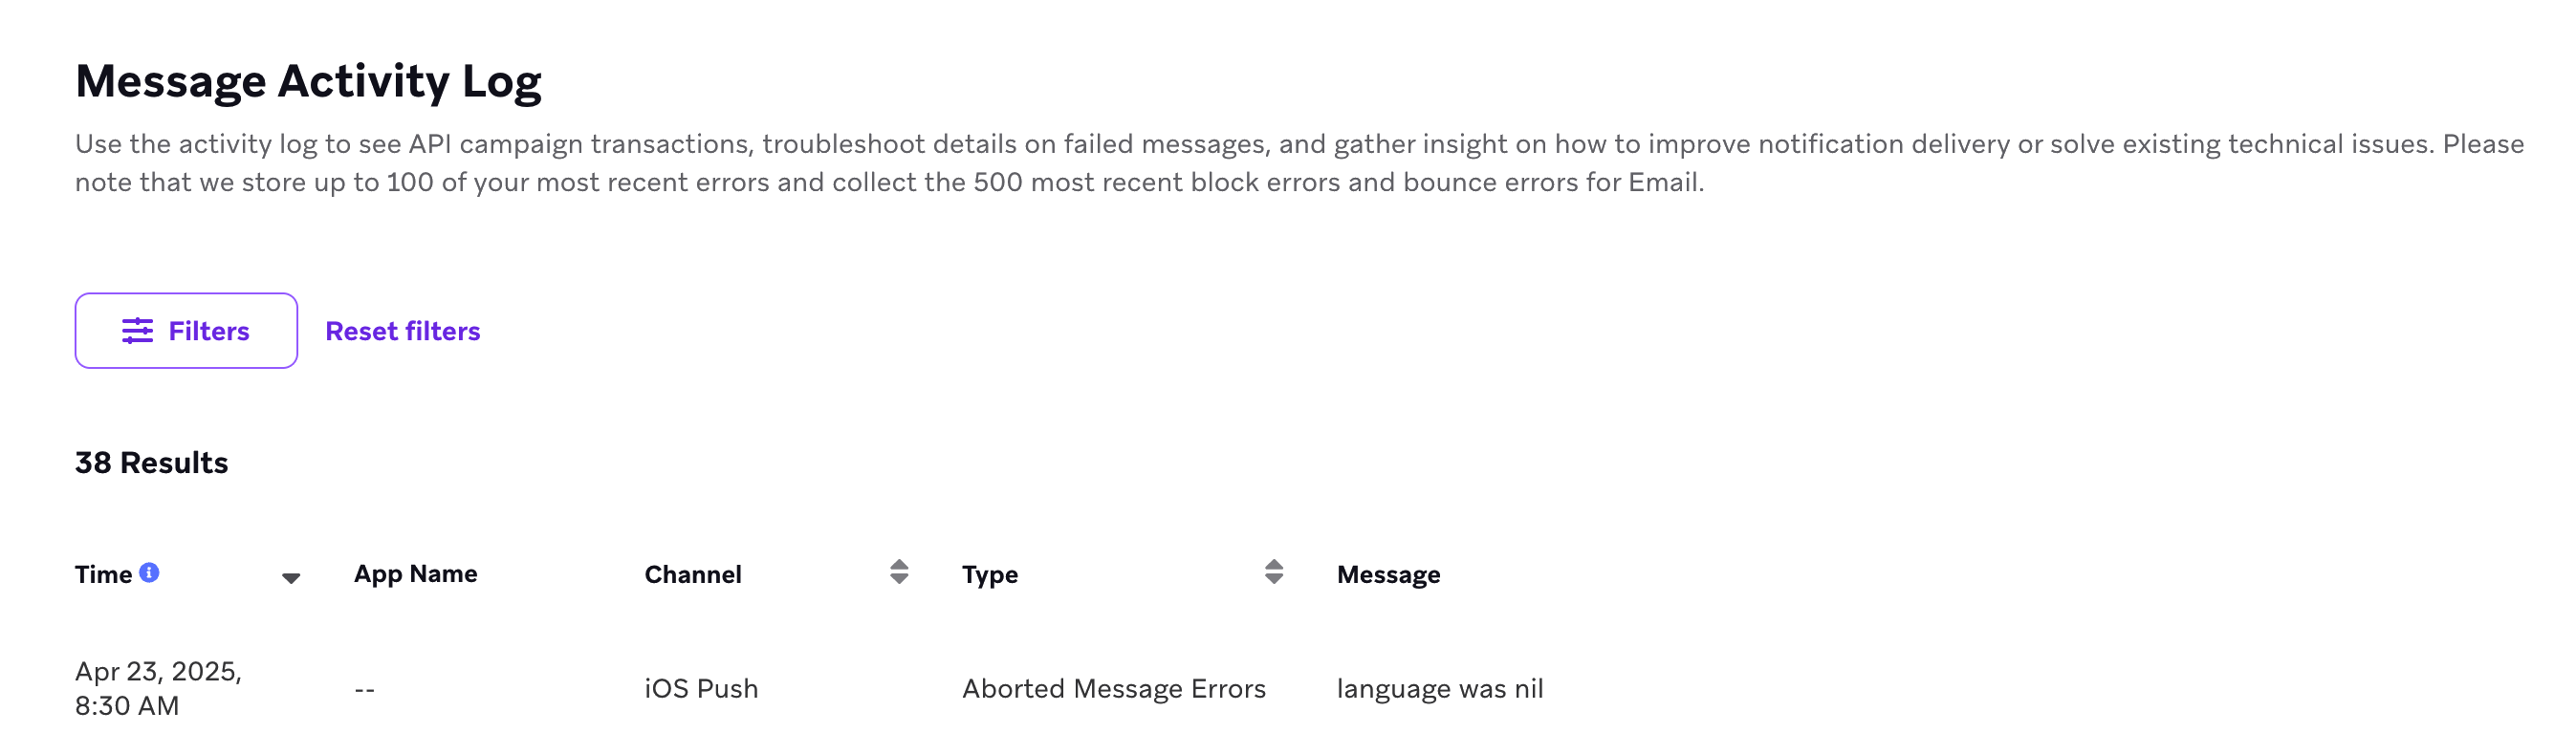 Message Activity Log
Use the activity log to see API campaign transactions, troubleshoot details on failed messages, and gather insight on how to improve notification delivery or solve existing technical issues. Please
note that we store up to 100 of your most recent errors and collect the 500 most recent block errors and bounce errors for Email.
Filters
Reset filters
38 Results
Time
App Name
Channel
Type
Message
Apr 23, 2025,
8:30 AM
--
iOS Push
Aborted Message Errors
language was nil